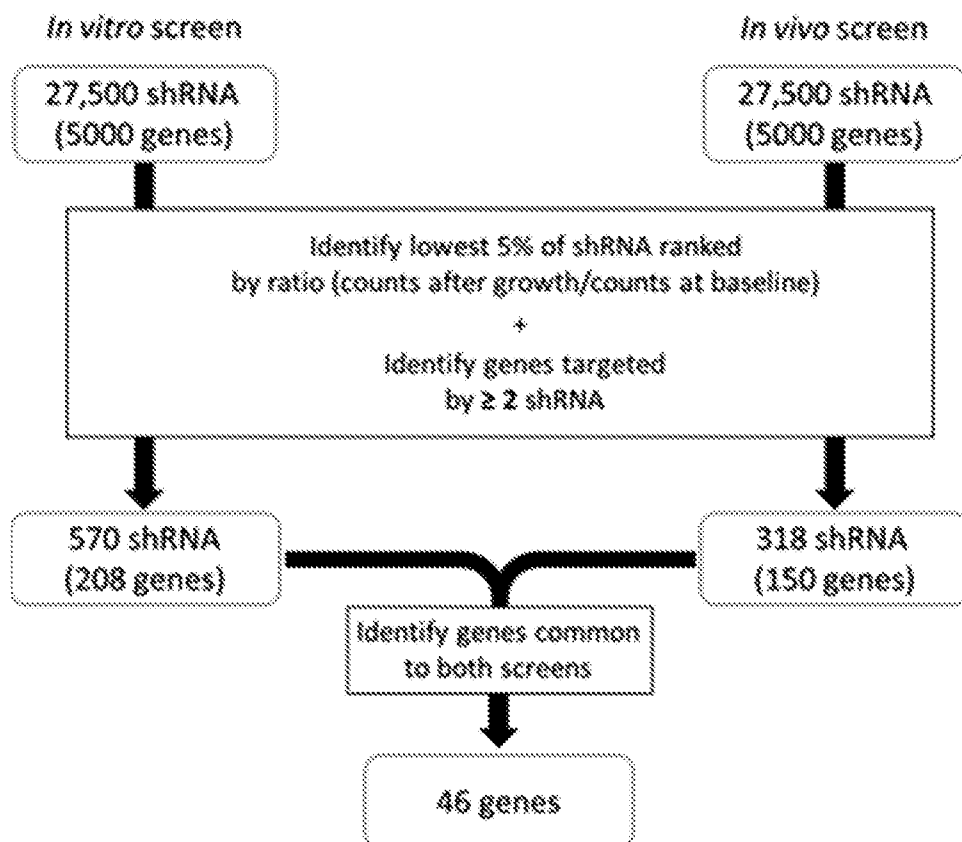 In vitro screen
In vivo screen
27,500 shRNA
(5000 genes)
27,500 shRNA
(5000 genes)
Identify lowest 5% of shRNA ranked
by ratio (counts after growth/counts at baseline)
+
Identify genes targeted
by ≥ 2 shRNA
570 shRNA
(208 genes)
318 shRNA
(150 genes)
Identify genes common
to both screens
46 genes